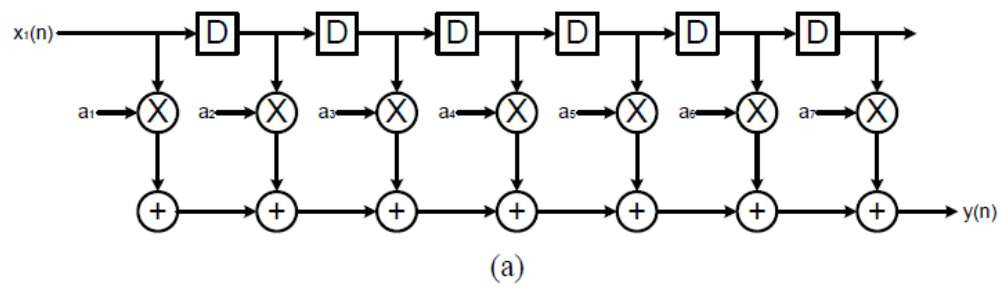 x₁(n) D D D D D D
a₁ X a₂ X a₃ X a₄ X a₅ X a₆ X a₇ X
+ + + + + + + y(n)
(a)